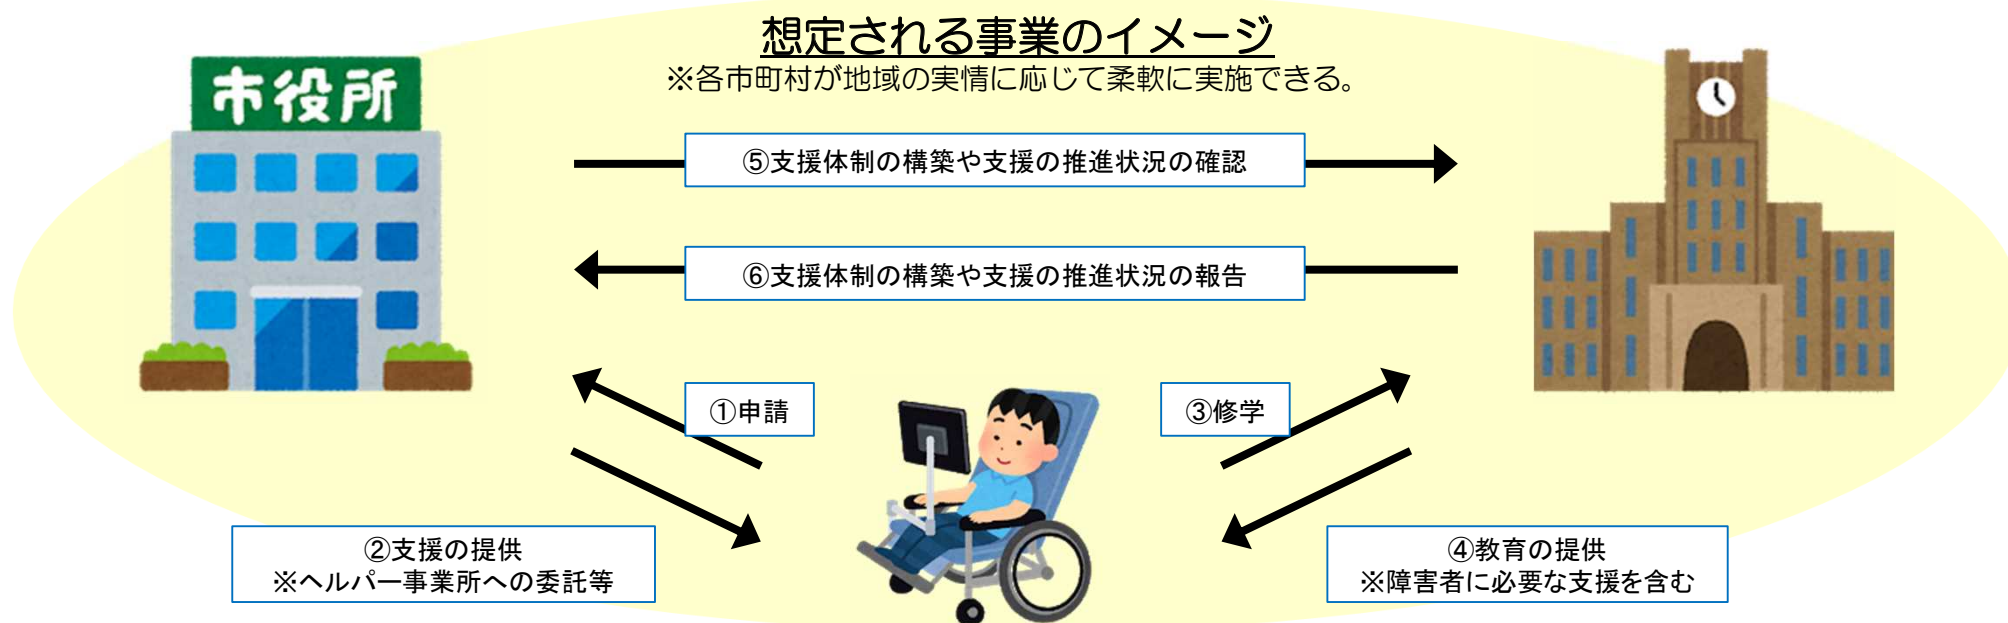 想定される事業のイメージ
※各市町村が地域の実情に応じて柔軟に実施できる。
市役所
⑤支援体制の構築や支援の推進状況の確認
⑥支援体制の構築や支援の推進状況の報告
①申請
③修学
②支援の提供
※ヘルパー事業所への委託等
④教育の提供
※障害者に必要な支援を含む